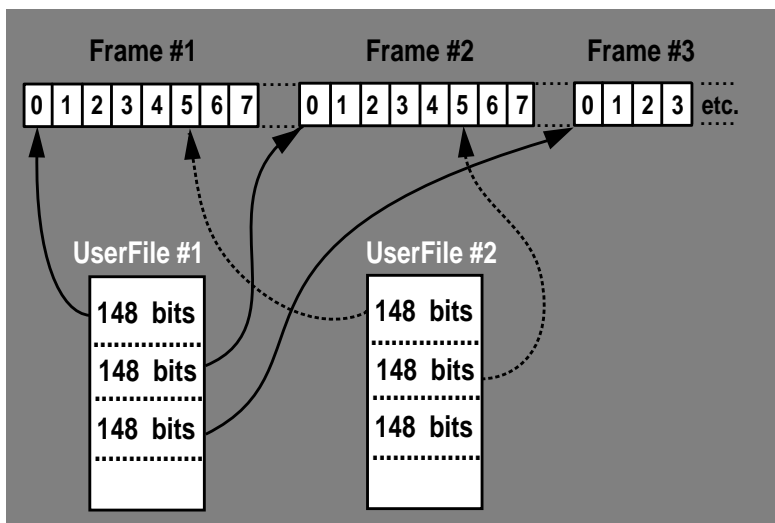 Frame #1 Frame #2 Frame #3
0 1 2 3 4 5 6 7 0 1 2 3 4 5 6 7 0 1 2 3 etc.
UserFile #1 UserFile #2
148 bits 148 bits
148 bits 148 bits
148 bits 148 bits